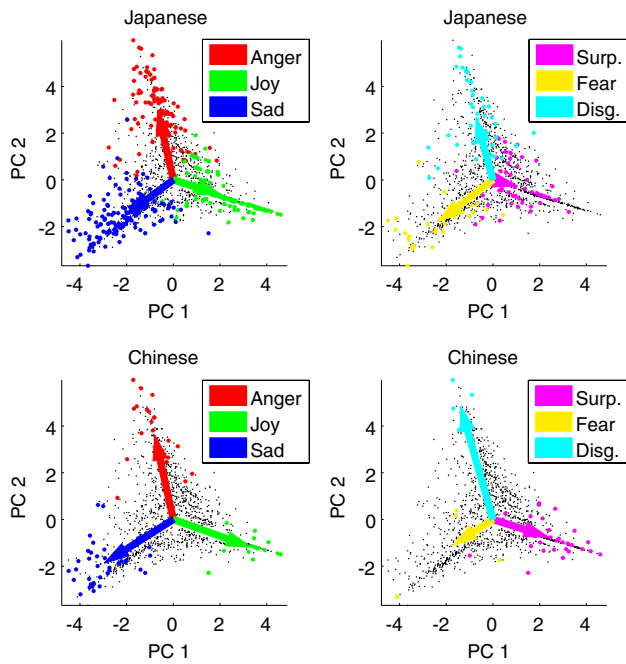 Japanese
Anger
Joy
Sad
PC 2
4
2
0
-2
-4 -2 0 2 4
PC 1
Japanese
Surp.
Fear
Disg.
PC 2
4
2
0
-2
-4 -2 0 2 4
PC 1
Chinese
Anger
Joy
Sad
PC 2
4
2
0
-2
-4 -2 0 2 4
PC 1
Chinese
Surp.
Fear
Disg.
PC 2
4
2
0
-2
-4 -2 0 2 4
PC 1